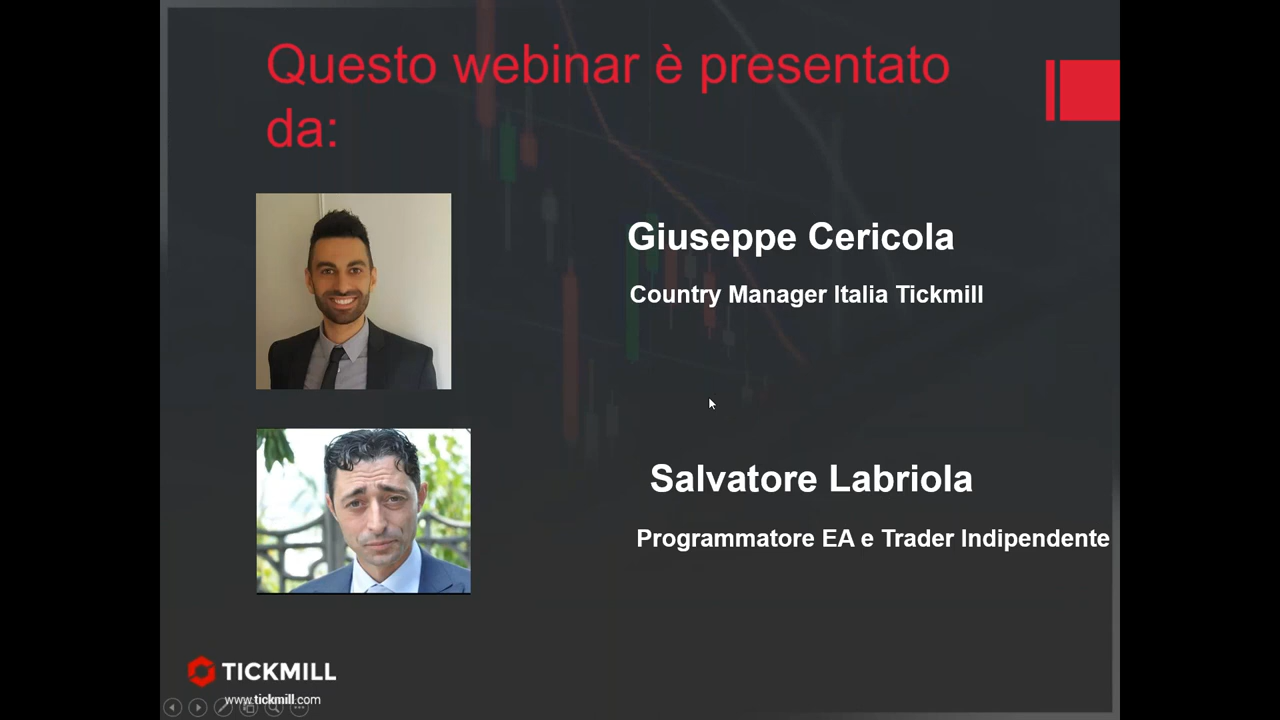 Questo webinar è presentato
da:
Giuseppe Cericola
Country Manager Italia Tickmill
Salvatore Labriola
Programmatore EA e Trader Indipendente
TICKMILL
www.tickmill.com